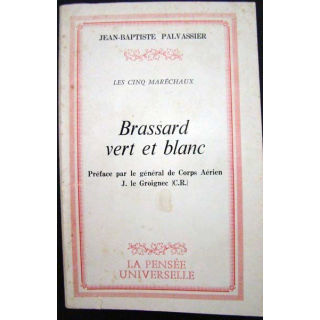 JEAN-BAPTISTE PALVASSIER
LES CINQ MARÉCHAUX
Brassard
vert et blanc
Préface par le général de Corps Aérien
J. le Groignec (C.R.)
LA PENSÉE
UNIVERSELLE